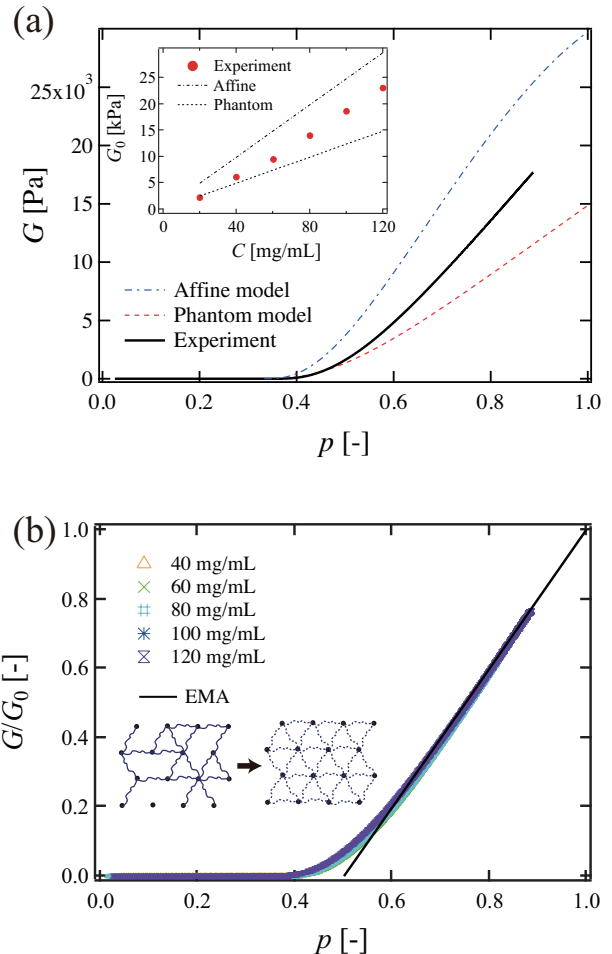 (a)
25x10³
20
15
10
5
0
G [Pa]
0.0 0.2 0.4 0.6 0.8 1.0
p [-]
25
20
15
10
5
0
G₀ [kPa]
0 40 80 120
C [mg/mL]
Experiment
Affine
Phantom
Affine model
Phantom model
Experiment
(b)
1.0
0.8
0.6
0.4
0.2
0.0
G/G₀ [-]
40 mg/mL
60 mg/mL
80 mg/mL
100 mg/mL
120 mg/mL
EMA
0.0 0.2 0.4 0.6 0.8 1.0
p [-]